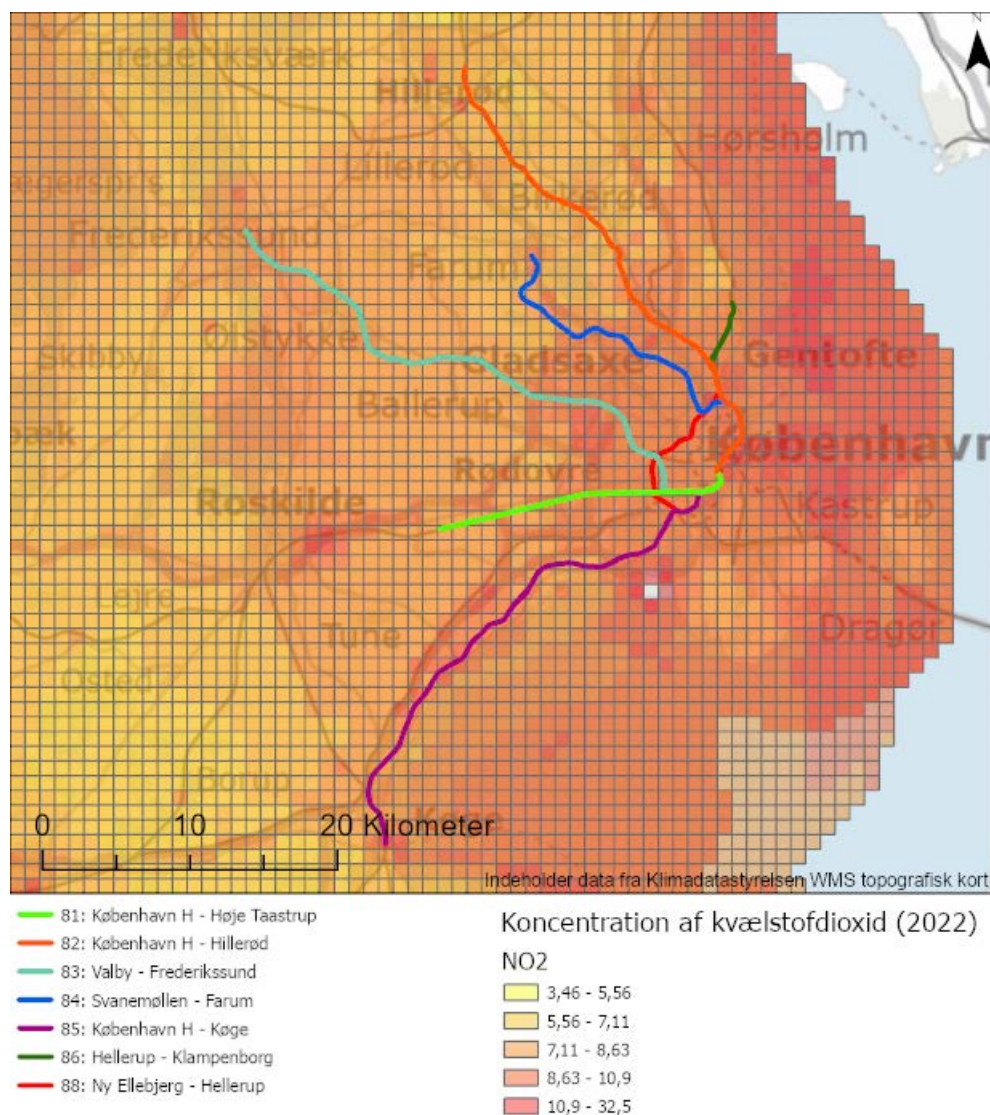 N
Frederiksværk
Hillerød
Hørsholm
Lillerød
Birkerød
Frederikssund
Farum
Ølstykke
Skibby
Gladsaxe
Gentofte
Ballerup
København
Rødovre
Roskilde
Kastrup
Lejre
Tune
Dragør
Osted
Borup
Køge
0 10 20 Kilometer
Indeholder data fra Klimadatastyrelsen WMS topografisk kort
81: København H - Høje Taastrup
82: København H - Hillerød
83: Valby - Frederikssund
84: Svanemøllen - Farum
85: København H - Køge
86: Hellerup - Klampenborg
88: Ny Ellebjerg - Hellerup
Koncentration af kvælstofdioxid (2022)
NO2
3,46 - 5,56
5,56 - 7,11
7,11 - 8,63
8,63 - 10,9
10,9 - 32,5